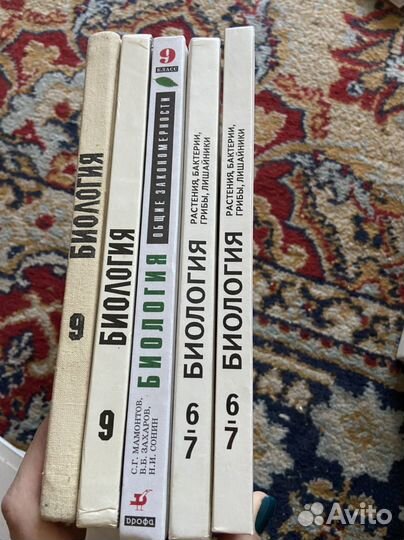 БИОЛОГИЯ
9
БИОЛОГИЯ
9
9
КЛАСС
БИОЛОГИЯ ОБЩИЕ ЗАКОНОМЕРНОСТИ
С.Г. МАМОНТОВ,
В.Б. ЗАХАРОВ,
Н.И. СОНИН
дрофа
БИОЛОГИЯ
РАСТЕНИЯ, БАКТЕРИИ,
ГРИБЫ, ЛИШАЙНИКИ
6-7
БИОЛОГИЯ
РАСТЕНИЯ, БАКТЕРИИ,
ГРИБЫ, ЛИШАЙНИКИ
6-7
Avito